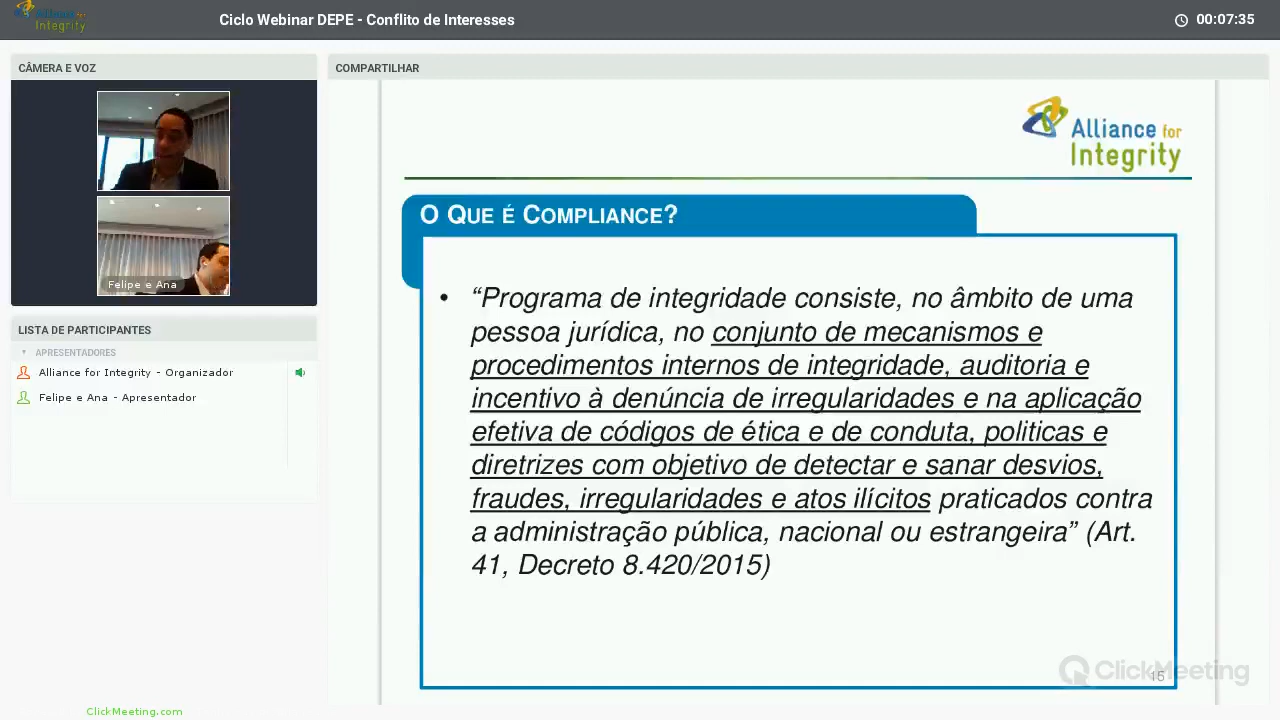 Alliance for
Integrity
Ciclo Webinar DEPE - Conflito de Interesses
00:07:35
CÂMERA E VOZ
Felipe e Ana
LISTA DE PARTICIPANTES
APRESENTADORES
Alliance for Integrity - Organizador
Felipe e Ana - Apresentador
ClickMeeting.com
COMPARTILHAR
Alliance for
Integrity
O QUE É COMPLIANCE?
• “Programa de integridade consiste, no âmbito de uma
pessoa jurídica, no conjunto de mecanismos e
procedimentos internos de integridade, auditoria e
incentivo à denúncia de irregularidades e na aplicação
efetiva de códigos de ética e de conduta, politicas e
diretrizes com objetivo de detectar e sanar desvios,
fraudes, irregularidades e atos ilícitos praticados contra
a administração pública, nacional ou estrangeira” (Art.
41, Decreto 8.420/2015)
ClickMeeting
15